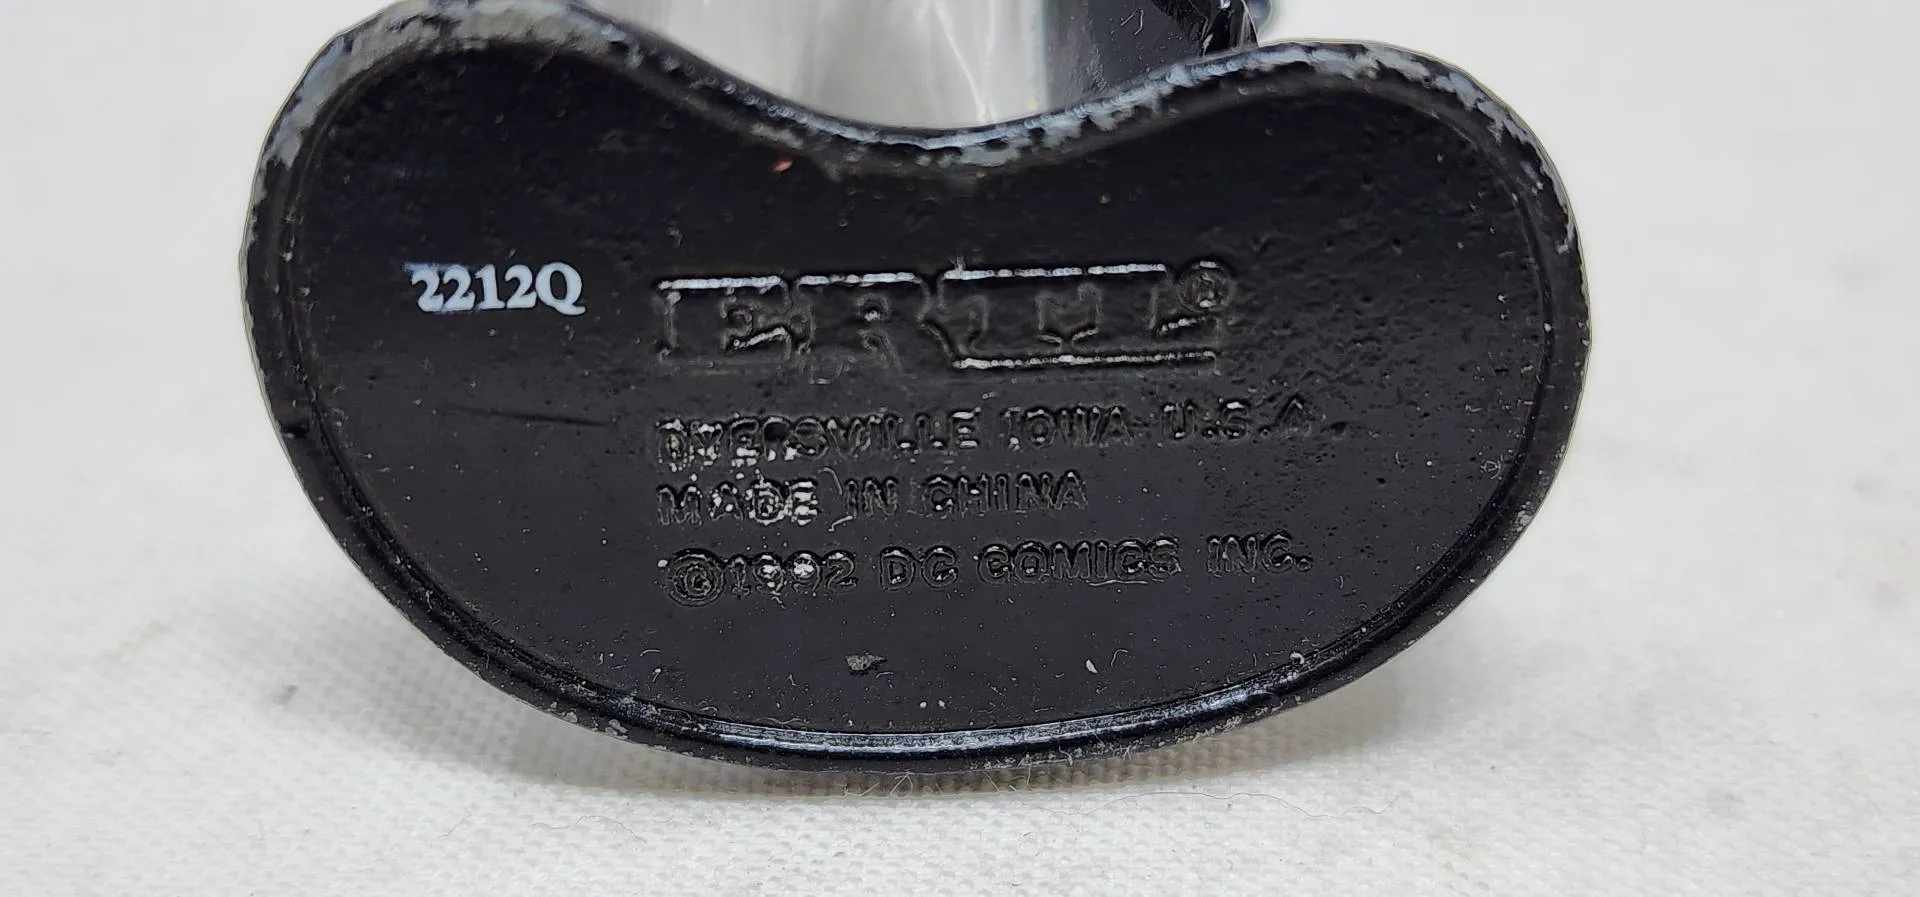 2212Q
ERTL®
DYERSVILLE IOWA U.S.A.
MADE IN CHINA
©1992 DC COMICS INC.